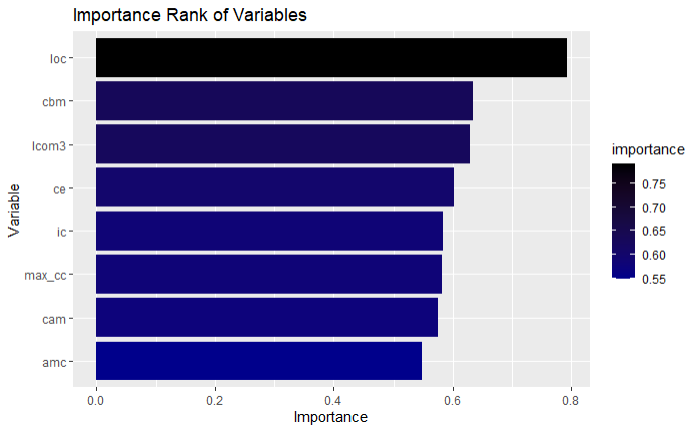 Importance Rank of Variables
loc
cbm
lcom3
ce
ic
max_cc
cam
amc
Variable
0.0 0.2 0.4 0.6 0.8
Importance
importance
0.75
0.70
0.65
0.60
0.55